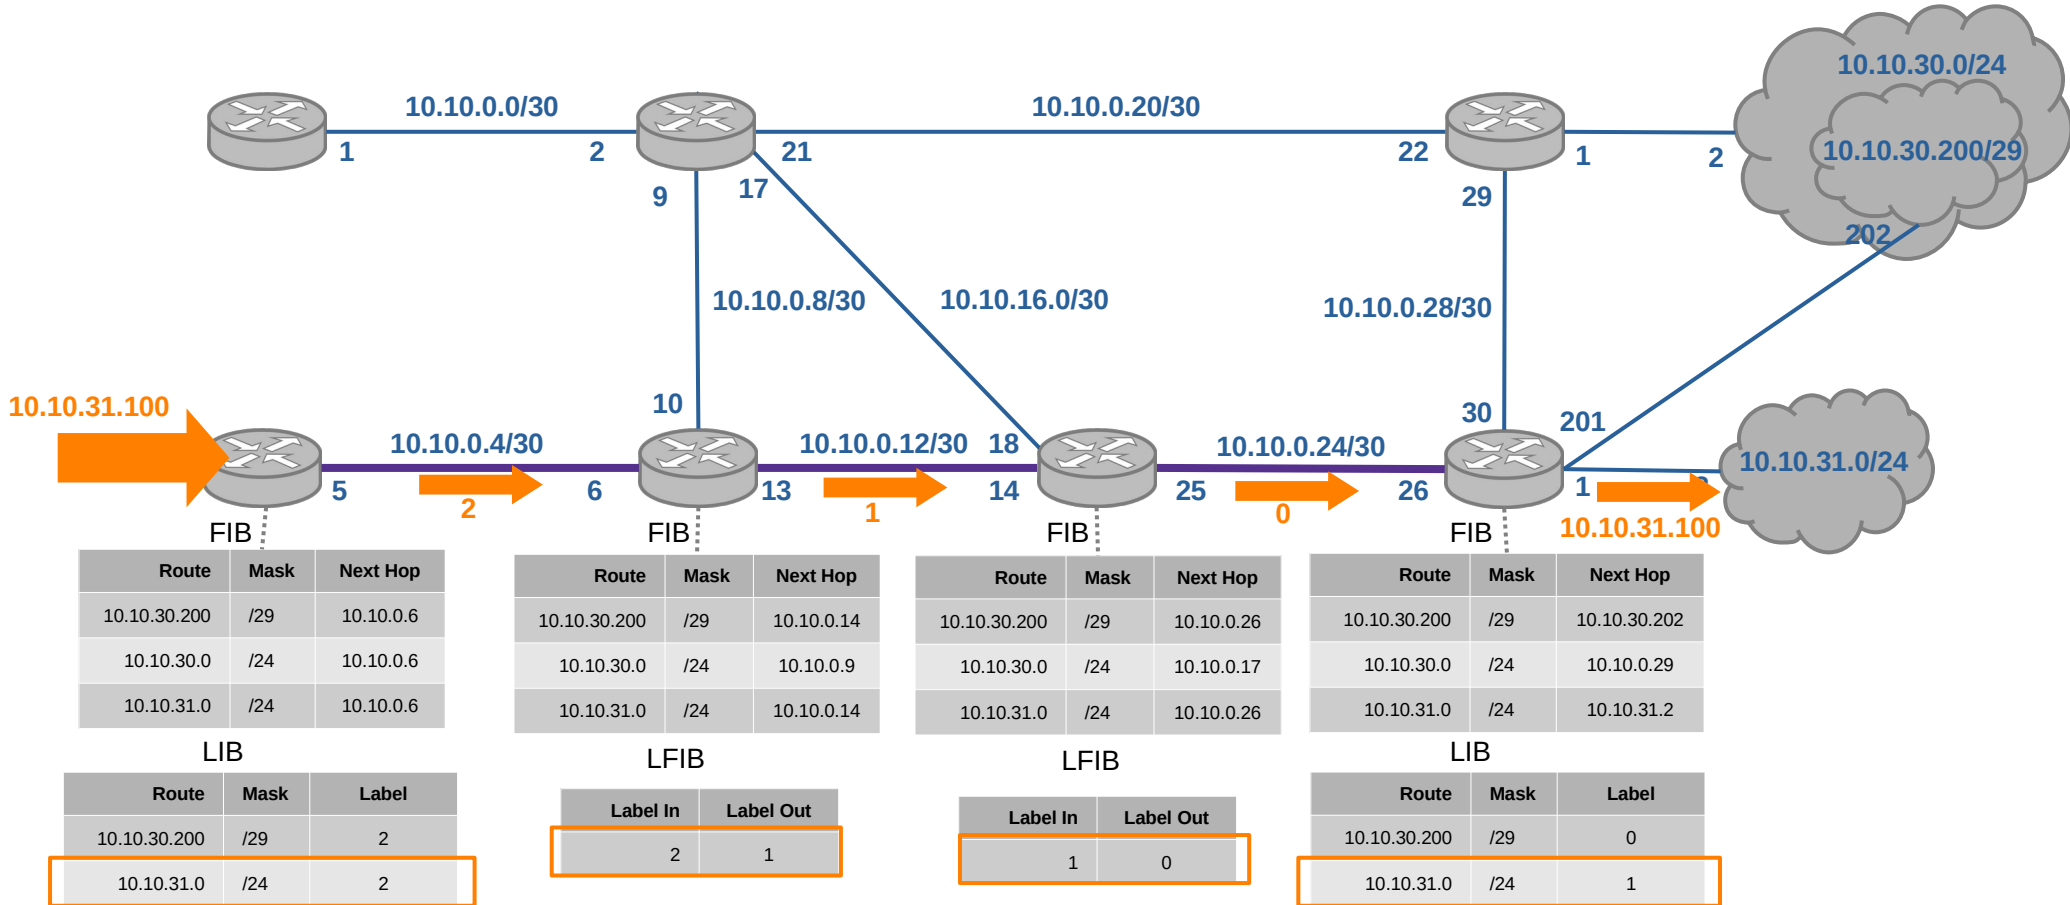 10.10.30.0/24
10.10.0.0/30
10.10.0.20/30
10.10.30.200/29
1
2
21
22
1
2
9
17
29
202
10.10.0.8/30
10.10.16.0/30
10.10.0.28/30
10.10.31.100
10
30
201
10.10.0.4/30
10.10.0.12/30
18
10.10.0.24/30
10.10.31.0/24
5
6
13
14
25
26
1
2
1
0
10.10.31.100
FIB
Route Mask Next Hop
10.10.30.200 /29 10.10.0.6
10.10.30.0 /24 10.10.0.6
10.10.31.0 /24 10.10.0.6
LIB
Route Mask Label
10.10.30.200 /29 2
10.10.31.0 /24 2
FIB
Route Mask Next Hop
10.10.30.200 /29 10.10.0.14
10.10.30.0 /24 10.10.0.9
10.10.31.0 /24 10.10.0.14
LFIB
Label In Label Out
2 1
FIB
Route Mask Next Hop
10.10.30.200 /29 10.10.0.26
10.10.30.0 /24 10.10.0.17
10.10.31.0 /24 10.10.0.26
LFIB
Label In Label Out
1 0
FIB
Route Mask Next Hop
10.10.30.200 /29 10.10.30.202
10.10.30.0 /24 10.10.0.29
10.10.31.0 /24 10.10.31.2
LIB
Route Mask Label
10.10.30.200 /29 0
10.10.31.0 /24 1